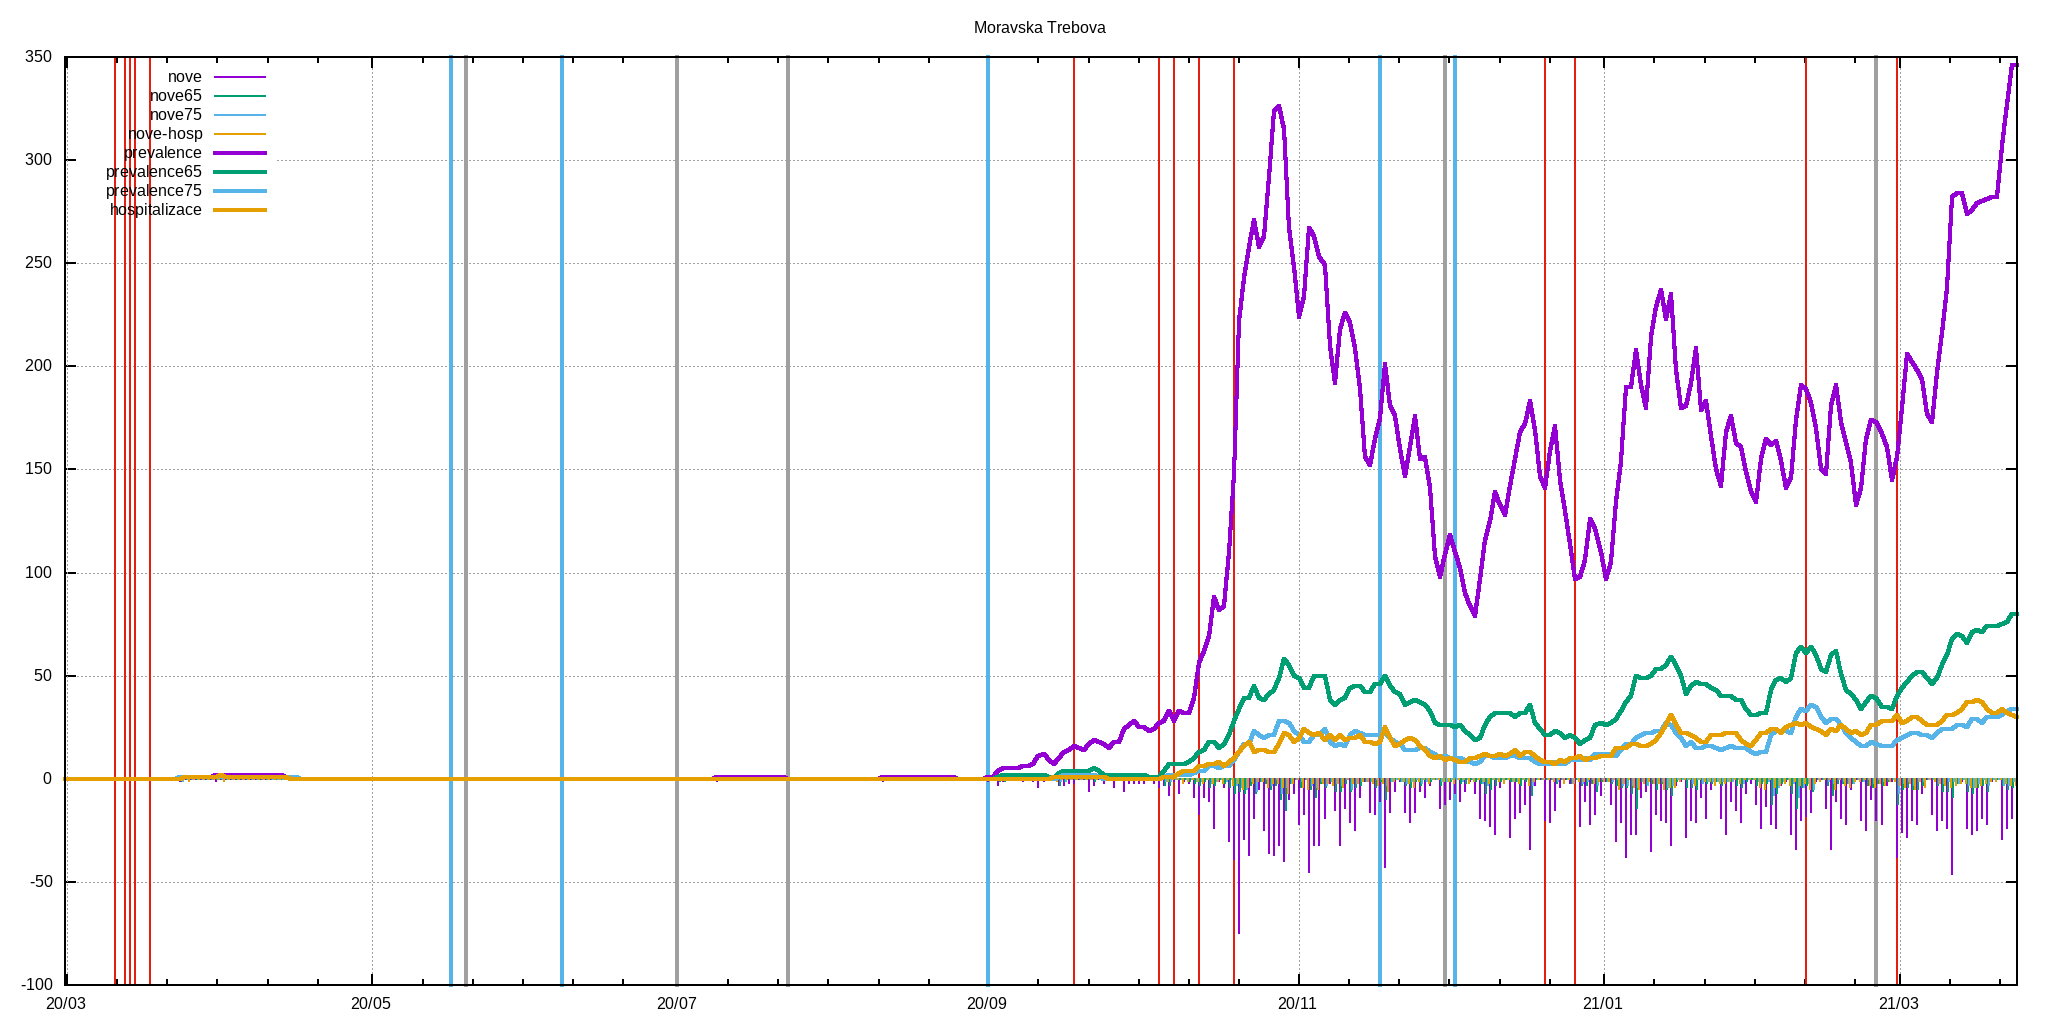 Moravska Trebova
350
300
250
200
150
100
50
0
-50
-100
nove
nove65
nove75
nove-hosp
prevalence
prevalence65
prevalence75
hospitalizace
20/03
20/05
20/07
20/09
20/11
21/01
21/03